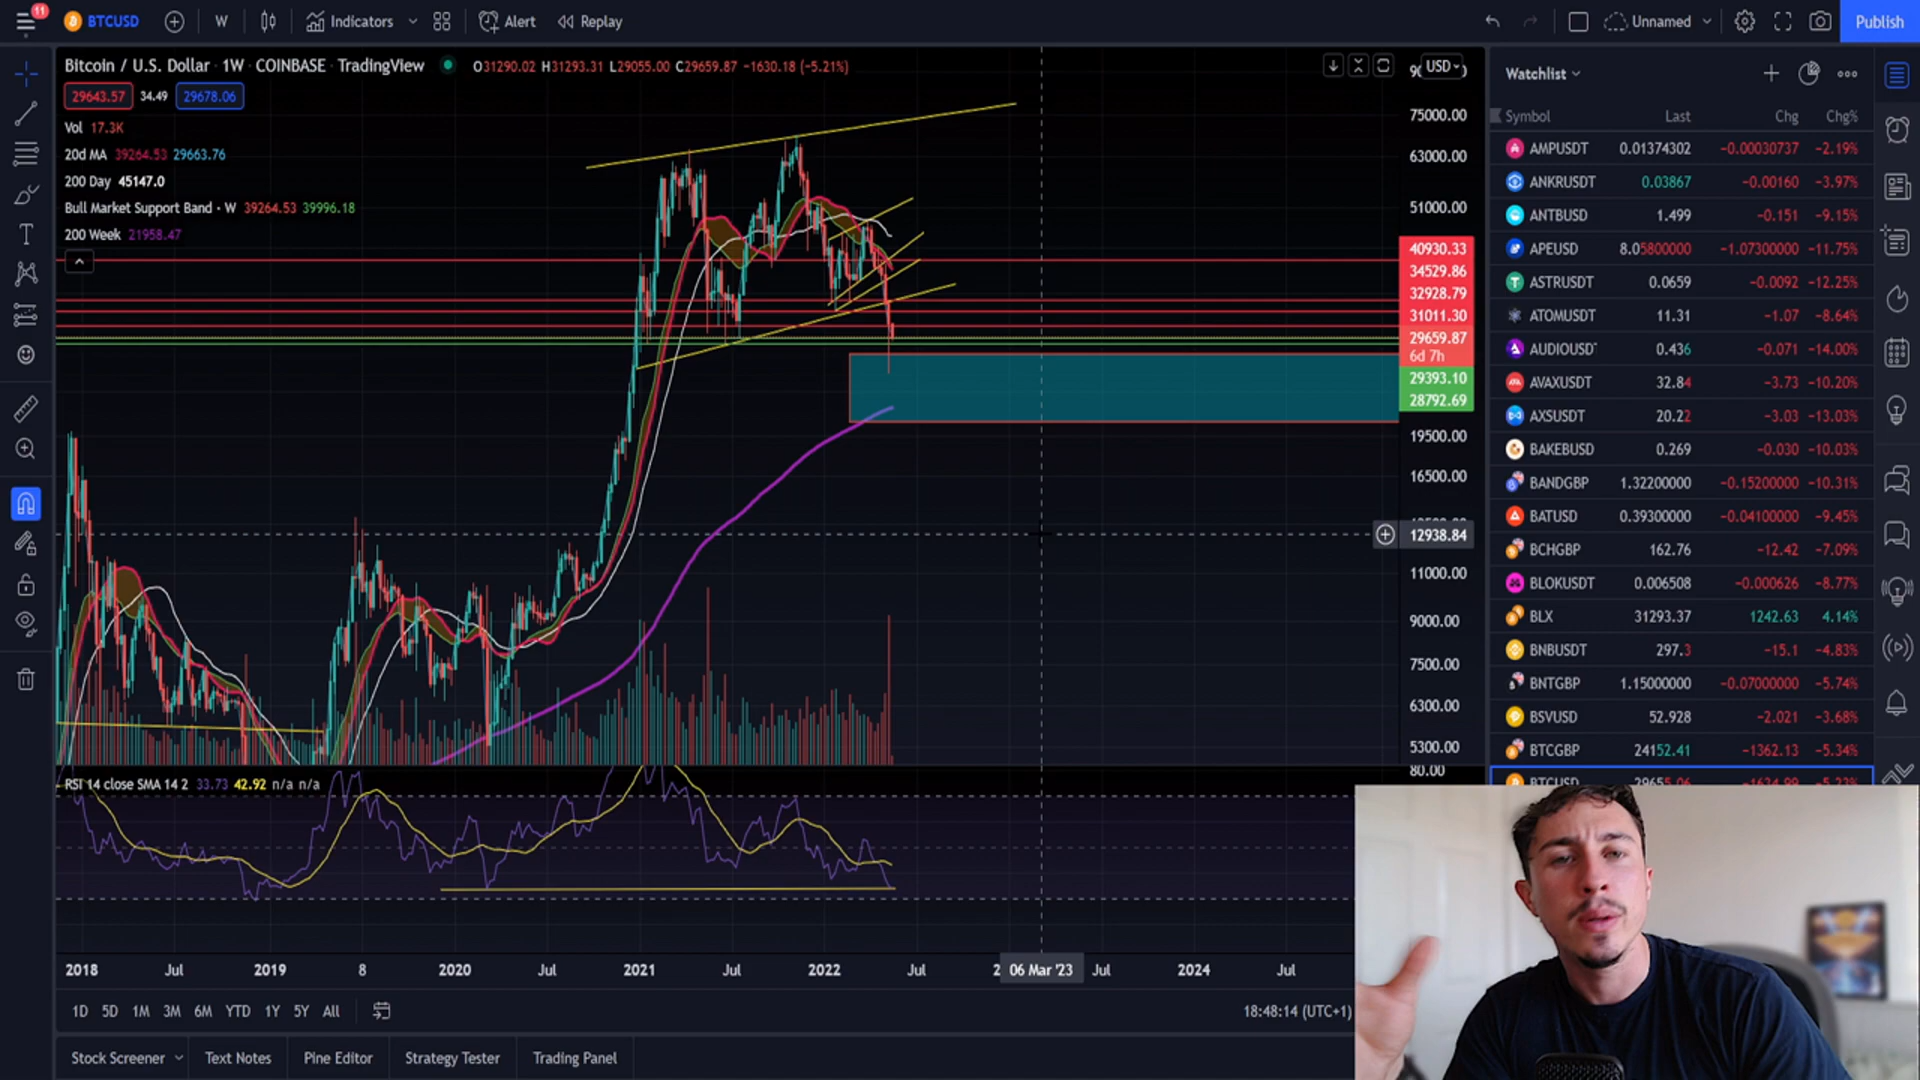 11
BTCUSD
W
Indicators
Alert
Replay
Unnamed
Publish
Bitcoin / U.S. Dollar · 1W · COINBASE · TradingView
O31290.02 H31293.31 L29055.00 C29659.87 −1630.18 (−5.21%)
29643.57 34.49 29678.06
Vol 17.3K
20d MA 39264.53 29663.76
200 Day 45147.0
Bull Market Support Band · W 39264.53 39996.18
200 Week 21958.47
USD
75000.00
63000.00
51000.00
40930.33
34529.86
32928.79
31011.30
29659.87
6d 7h
29393.10
28792.69
19500.00
16500.00
12938.84
11000.00
9000.00
7500.00
6300.00
5300.00
80.00
RSI 14 close SMA 14 2 33.73 42.92 n/a n/a
2018 Jul 2019 8 2020 Jul 2021 Jul 2022 Jul 2 06 Mar '23 Jul 2024 Jul
1D 5D 1M 3M 6M YTD 1Y 5Y All
18:48:14 (UTC+1)
Stock Screener Text Notes Pine Editor Strategy Tester Trading Panel
Watchlist
Symbol Last Chg Chg%
AMPUSDT 0.01374302 −0.00030737 −2.19%
ANKRUSDT 0.03867 −0.00160 −3.97%
ANTBUSD 1.499 −0.151 −9.15%
APEUSD 8.05800000 −1.07300000 −11.75%
ASTRUSDT 0.0659 −0.0092 −12.25%
ATOMUSDT 11.31 −1.07 −8.64%
AUDIOUSDT 0.436 −0.071 −14.00%
AVAXUSDT 32.84 −3.73 −10.20%
AXSUSDT 20.22 −3.03 −13.03%
BAKEBUSD 0.269 −0.030 −10.03%
BANDGBP 1.32200000 −0.15200000 −10.31%
BATUSD 0.39300000 −0.04100000 −9.45%
BCHGBP 162.76 −12.42 −7.09%
BLOKUSDT 0.006508 −0.000626 −8.77%
BLX 31293.37 1242.63 4.14%
BNBUSDT 297.3 −15.1 −4.83%
BNTGBP 1.15000000 −0.07000000 −5.74%
BSVUSD 52.928 −2.021 −3.68%
BTCGBP 24152.41 −1362.13 −5.34%
BTCUSD 29655.06 −1634.99 −5.23%